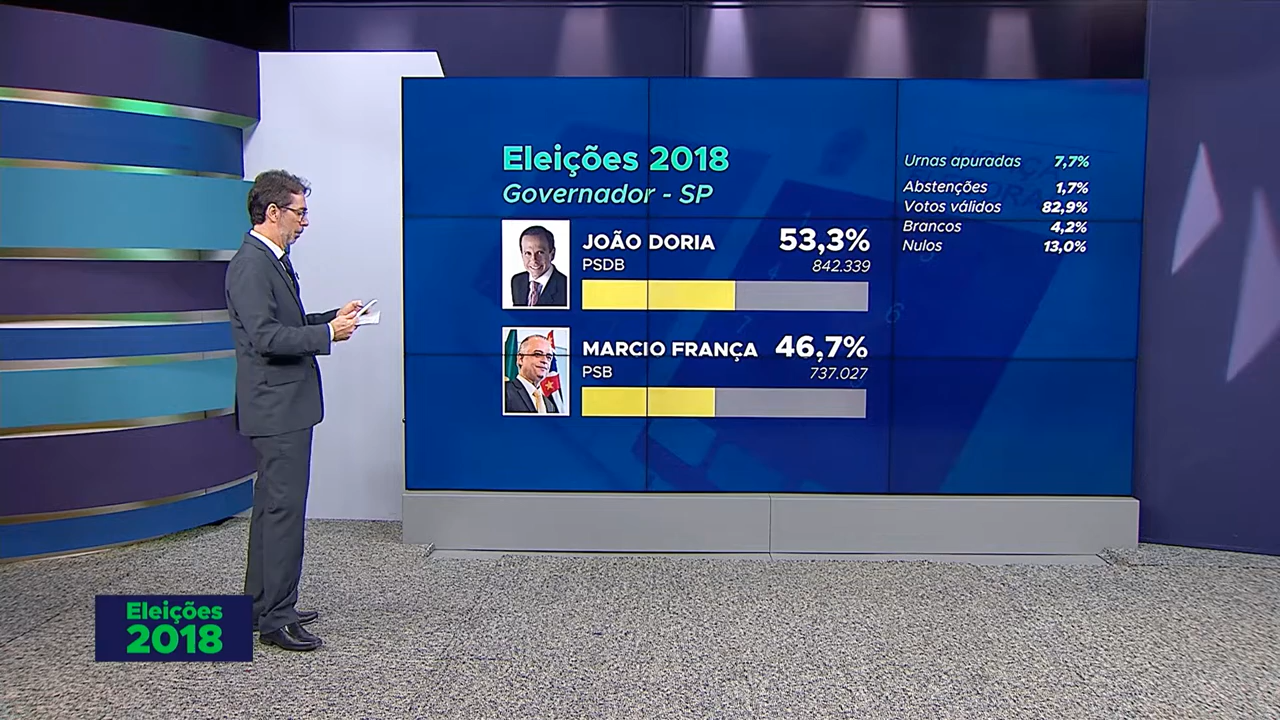 Eleições 2018
Governador - SP
JOÃO DORIA 53,3%
PSDB 842.339
MARCIO FRANÇA 46,7%
PSB 737.027
Urnas apuradas 7,7%
Abstenções 1,7%
Votos válidos 82,9%
Brancos 4,2%
Nulos 13,0%
Eleições
2018